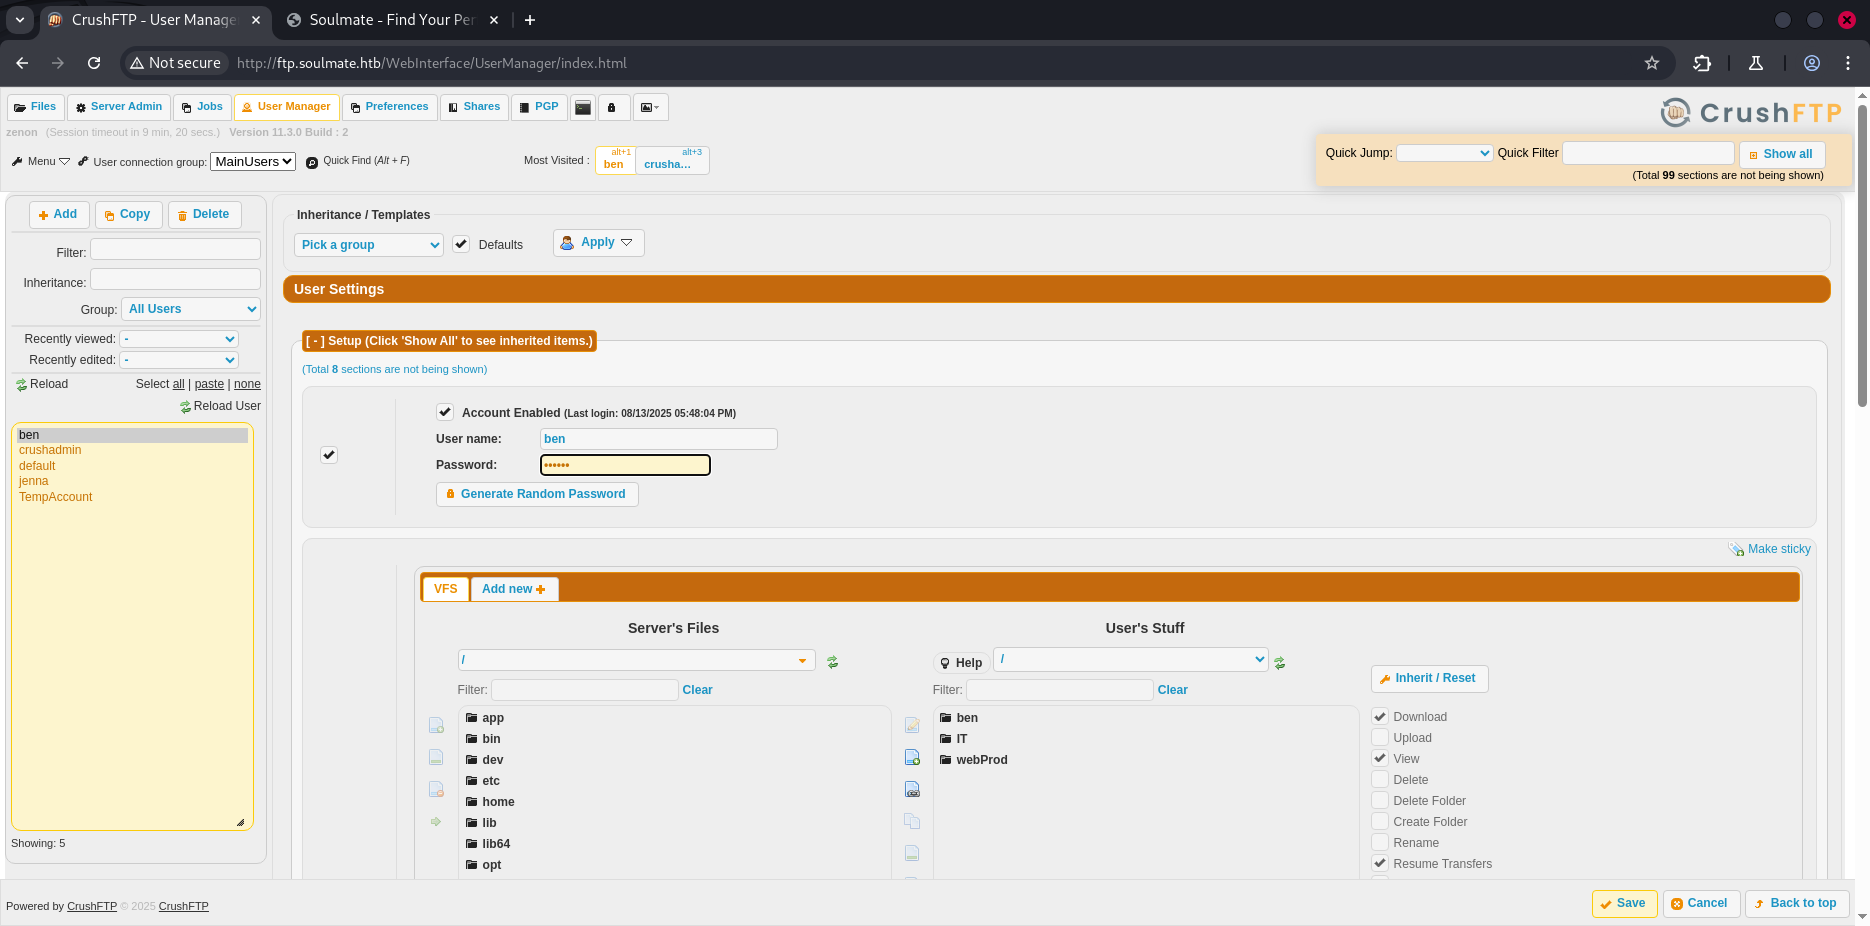 CrushFTP - User Manage
Soulmate - Find Your Per
Not secure
http://ftp.soulmate.htb/WebInterface/UserManager/index.html
Files
Server Admin
Jobs
User Manager
Preferences
Shares
PGP
CrushFTP
zenon (Session timeout in 9 min, 20 secs.) Version 11.3.0 Build : 2
Menu
User connection group: MainUsers
Quick Find (Alt + F)
Most Visited :
alt+1
ben
alt+3
crusha...
Quick Jump:
Quick Filter
Show all
(Total 99 sections are not being shown)
Add
Copy
Delete
Filter:
Inheritance:
Group: All Users
Recently viewed: -
Recently edited: -
Reload
Select all | paste | none
Reload User
ben
crushadmin
default
jenna
TempAccount
Showing: 5
Inheritance / Templates
Pick a group
Defaults
Apply
User Settings
[ - ] Setup (Click 'Show All' to see inherited items.)
(Total 8 sections are not being shown)
Account Enabled (Last login: 08/13/2025 05:48:04 PM)
User name: ben
Password: ••••••
Generate Random Password
Make sticky
VFS
Add new
Server's Files
/
Filter:
Clear
app
bin
dev
etc
home
lib
lib64
opt
User's Stuff
Help
/
Filter:
Clear
ben
IT
webProd
Inherit / Reset
Download
Upload
View
Delete
Delete Folder
Create Folder
Rename
Resume Transfers
Powered by CrushFTP © 2025 CrushFTP
Save
Cancel
Back to top